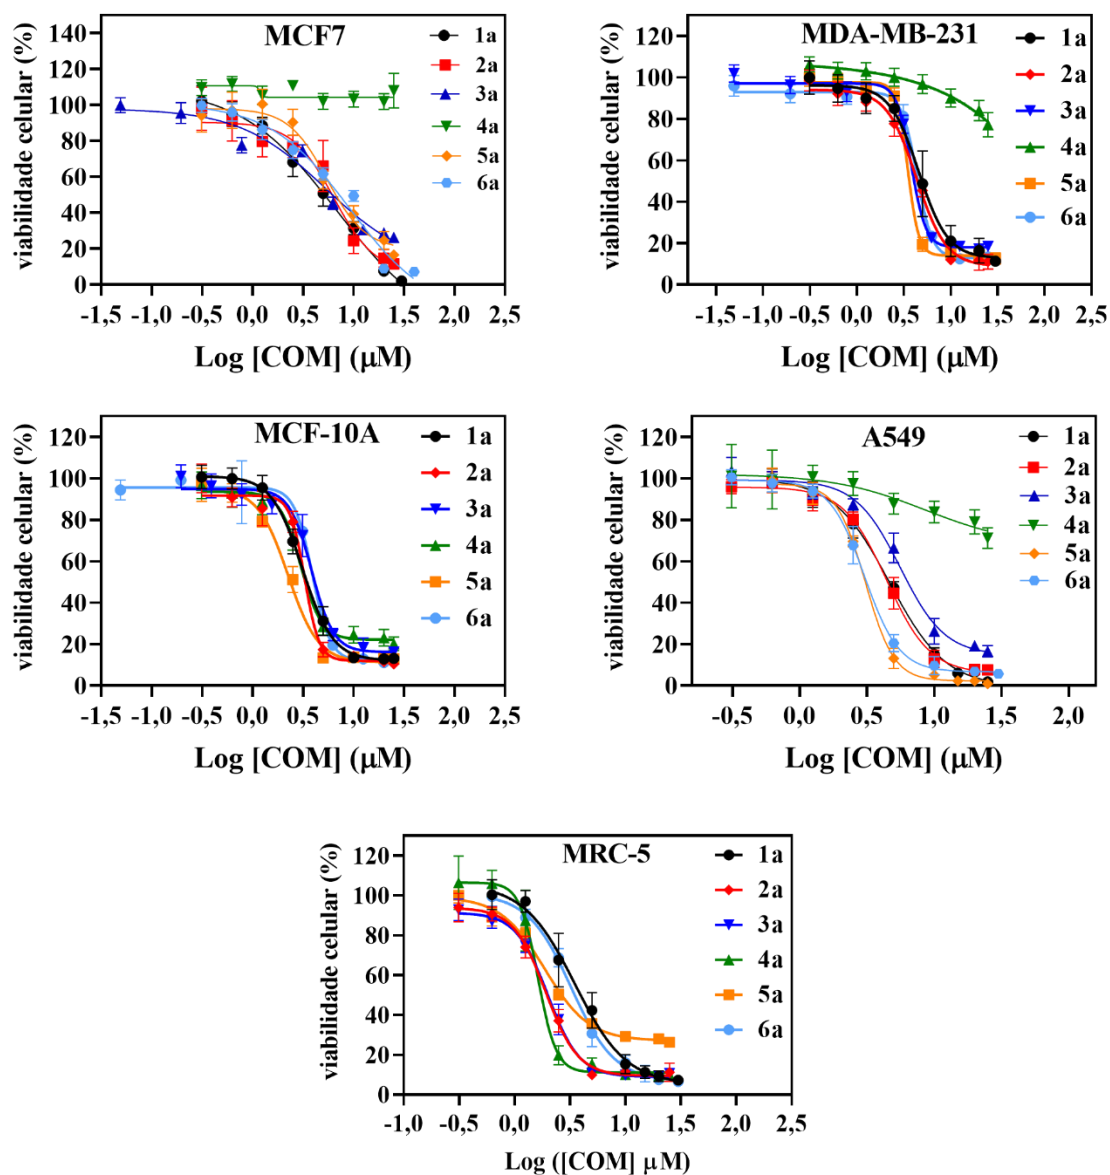 MCF7
viabilidade celular (%)
140
120
100
80
60
40
20
0
-1,5 -1,0 -0,5 0,0 0,5 1,0 1,5 2,0 2,5
Log [COM] (μM)
1a
2a
3a
4a
5a
6a
MDA-MB-231
viabilidade celular (%)
120
100
80
60
40
20
0
-1,5 -1,0 -0,5 0,0 0,5 1,0 1,5 2,0 2,5
Log [COM] (μM)
1a
2a
3a
4a
5a
6a
MCF-10A
viabilidade celular (%)
120
100
80
60
40
20
0
-1,5 -1,0 -0,5 0,0 0,5 1,0 1,5 2,0 2,5
Log [COM] (μM)
1a
2a
3a
4a
5a
6a
A549
viabilidade celular (%)
120
100
80
60
40
20
0
-0,5 0,0 0,5 1,0 1,5 2,0
Log [COM] (μM)
1a
2a
3a
4a
5a
6a
MRC-5
viabilidade celular (%)
120
100
80
60
40
20
0
-1,0 -0,5 0,0 0,5 1,0 1,5 2,0 2,5
Log ([COM] μM)
1a
2a
3a
4a
5a
6a